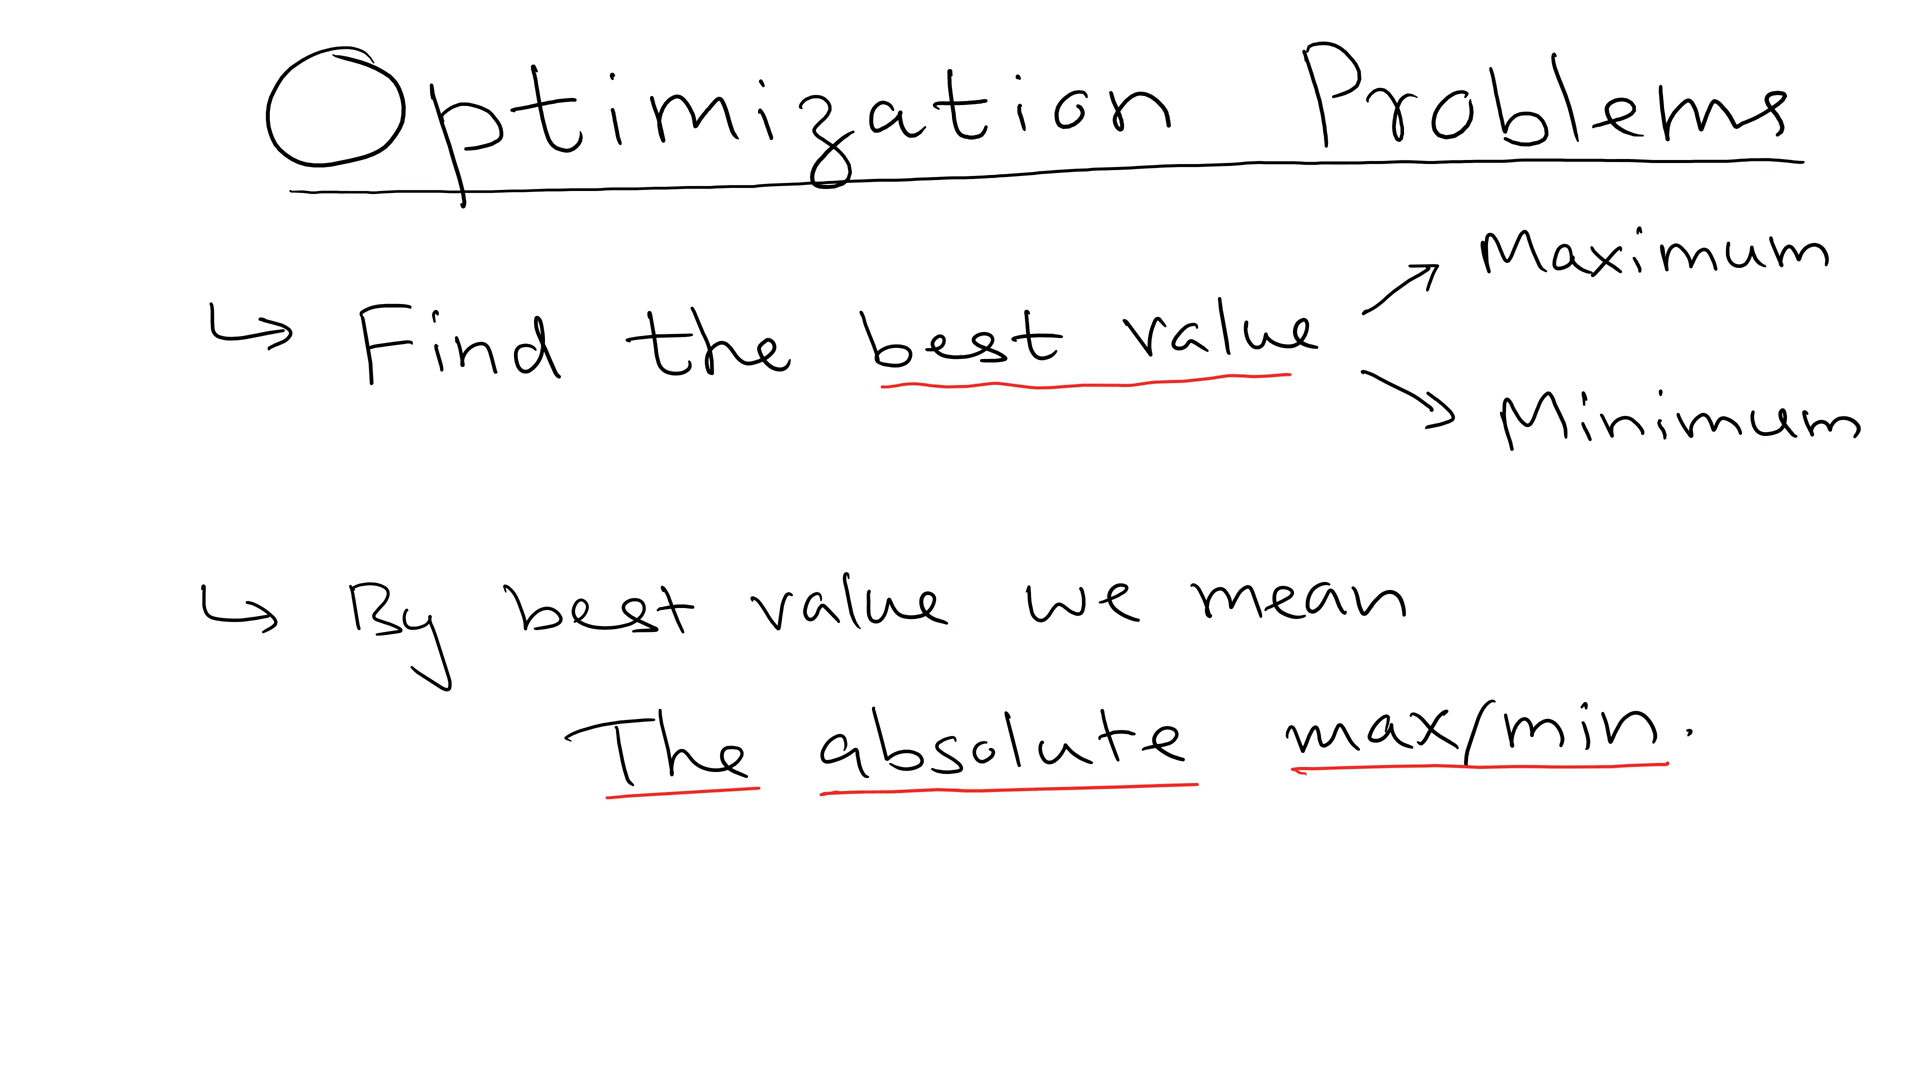 Optimization Problems
↳ Find the best value
Maximum
Minimum
↳ By best value we mean
The absolute max/min.